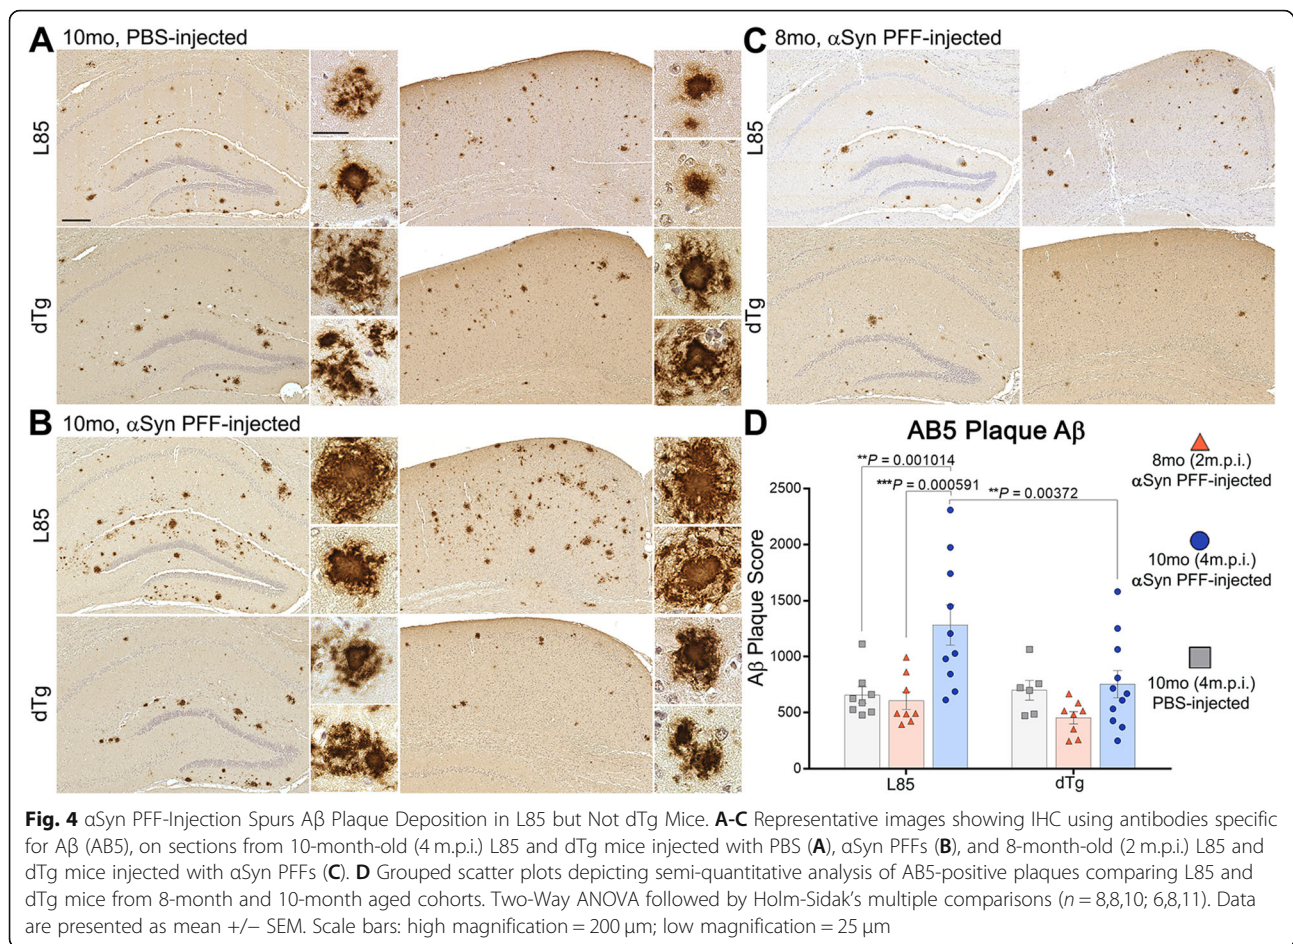 A 10mo, PBS-injected
L85
dTg
B 10mo, αSyn PFF-injected
L85
dTg
C 8mo, αSyn PFF-injected
L85
dTg
D AB5 Plaque Aβ
**P = 0.001014
***P = 0.000591
**P = 0.00372
Aβ Plaque Score
2500
2000
1500
1000
500
0
L85
dTg
8mo (2m.p.i.)
αSyn PFF-injected
10mo (4m.p.i.)
αSyn PFF-injected
10mo (4m.p.i.)
PBS-injected
Fig. 4 αSyn PFF-Injection Spurs Aβ Plaque Deposition in L85 but Not dTg Mice. A-C Representative images showing IHC using antibodies specific
for Aβ (AB5), on sections from 10-month-old (4 m.p.i.) L85 and dTg mice injected with PBS (A), αSyn PFFs (B), and 8-month-old (2 m.p.i.) L85 and
dTg mice injected with αSyn PFFs (C). D Grouped scatter plots depicting semi-quantitative analysis of AB5-positive plaques comparing L85 and
dTg mice from 8-month and 10-month aged cohorts. Two-Way ANOVA followed by Holm-Sidak's multiple comparisons (n = 8,8,10; 6,8,11). Data
are presented as mean +/− SEM. Scale bars: high magnification = 200 μm; low magnification = 25 μm